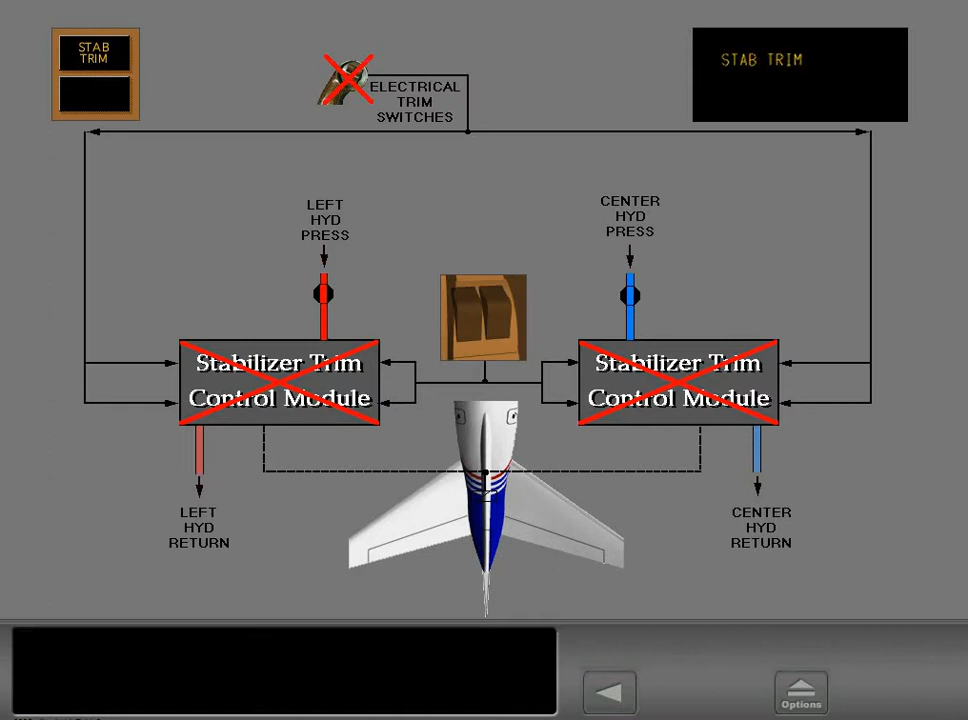 STAB
TRIM
ELECTRICAL
TRIM
SWITCHES
STAB TRIM
LEFT
HYD
PRESS
CENTER
HYD
PRESS
Stabilizer Trim
Control Module
Stabilizer Trim
Control Module
LEFT
HYD
RETURN
CENTER
HYD
RETURN
Options